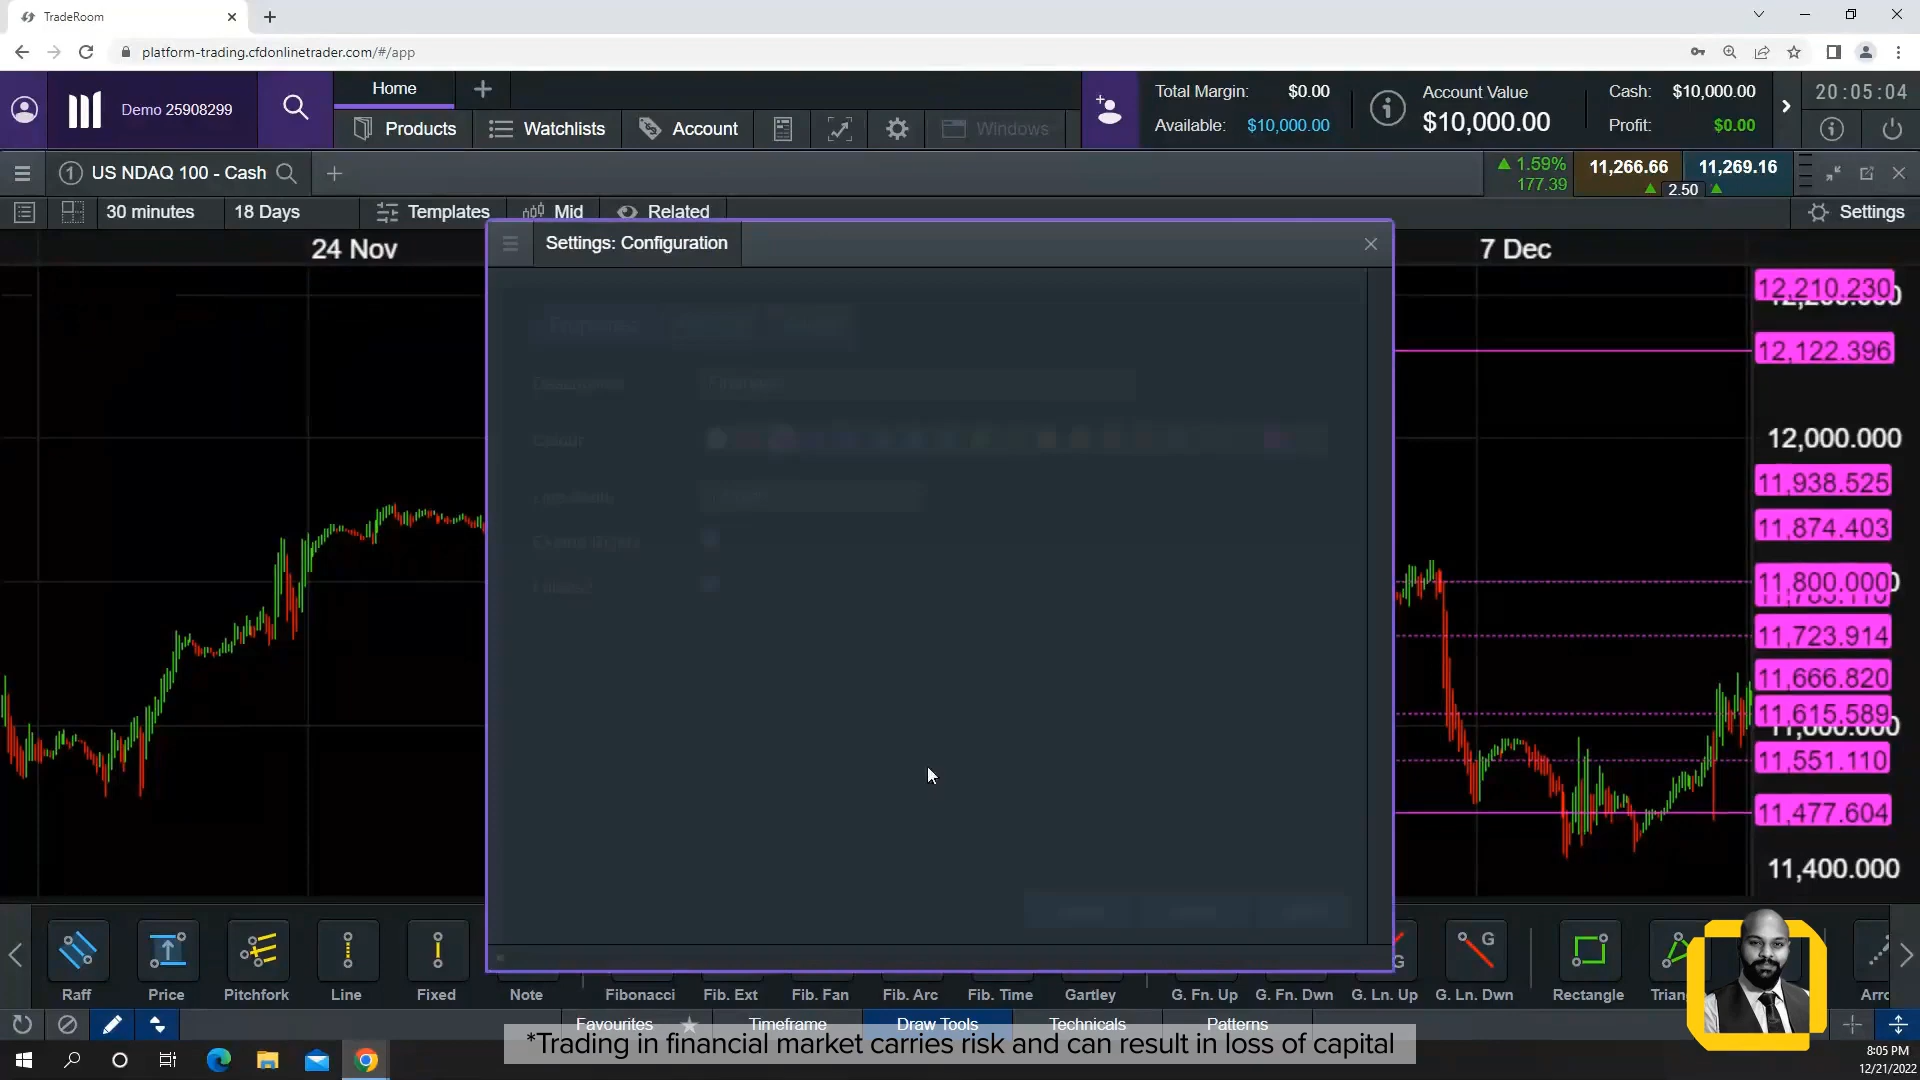 TradeRoom
platform-trading.cfdonlinetrader.com/#/app
Demo 25908299
Home
Products
Watchlists
Account
Windows
Total Margin: $0.00
Available: $10,000.00
Account Value
$10,000.00
Cash: $10,000.00
Profit: $0.00
20:05:04
1
US NDAQ 100 - Cash
1.59%
177.39
11,266.66
11,269.16
2.50
30 minutes
18 Days
Templates
Mid
Related
Settings
24 Nov
7 Dec
Settings: Configuration
12,210.230
12,122.396
12,000.000
11,938.525
11,874.403
11,800.000
11,723.914
11,666.820
11,615.589
11,551.110
11,477.604
11,400.000
G
G
Raff
Price
Pitchfork
Line
Fixed
Note
Fibonacci
Fib. Ext
Fib. Fan
Fib. Arc
Fib. Time
Gartley
G. Fn. Up
G. Fn. Dwn
G. Ln. Up
G. Ln. Dwn
Rectangle
Favourites
Timeframe
Draw Tools
Technicals
Patterns
*Trading in financial market carries risk and can result in loss of capital
8:05 PM
12/21/2022